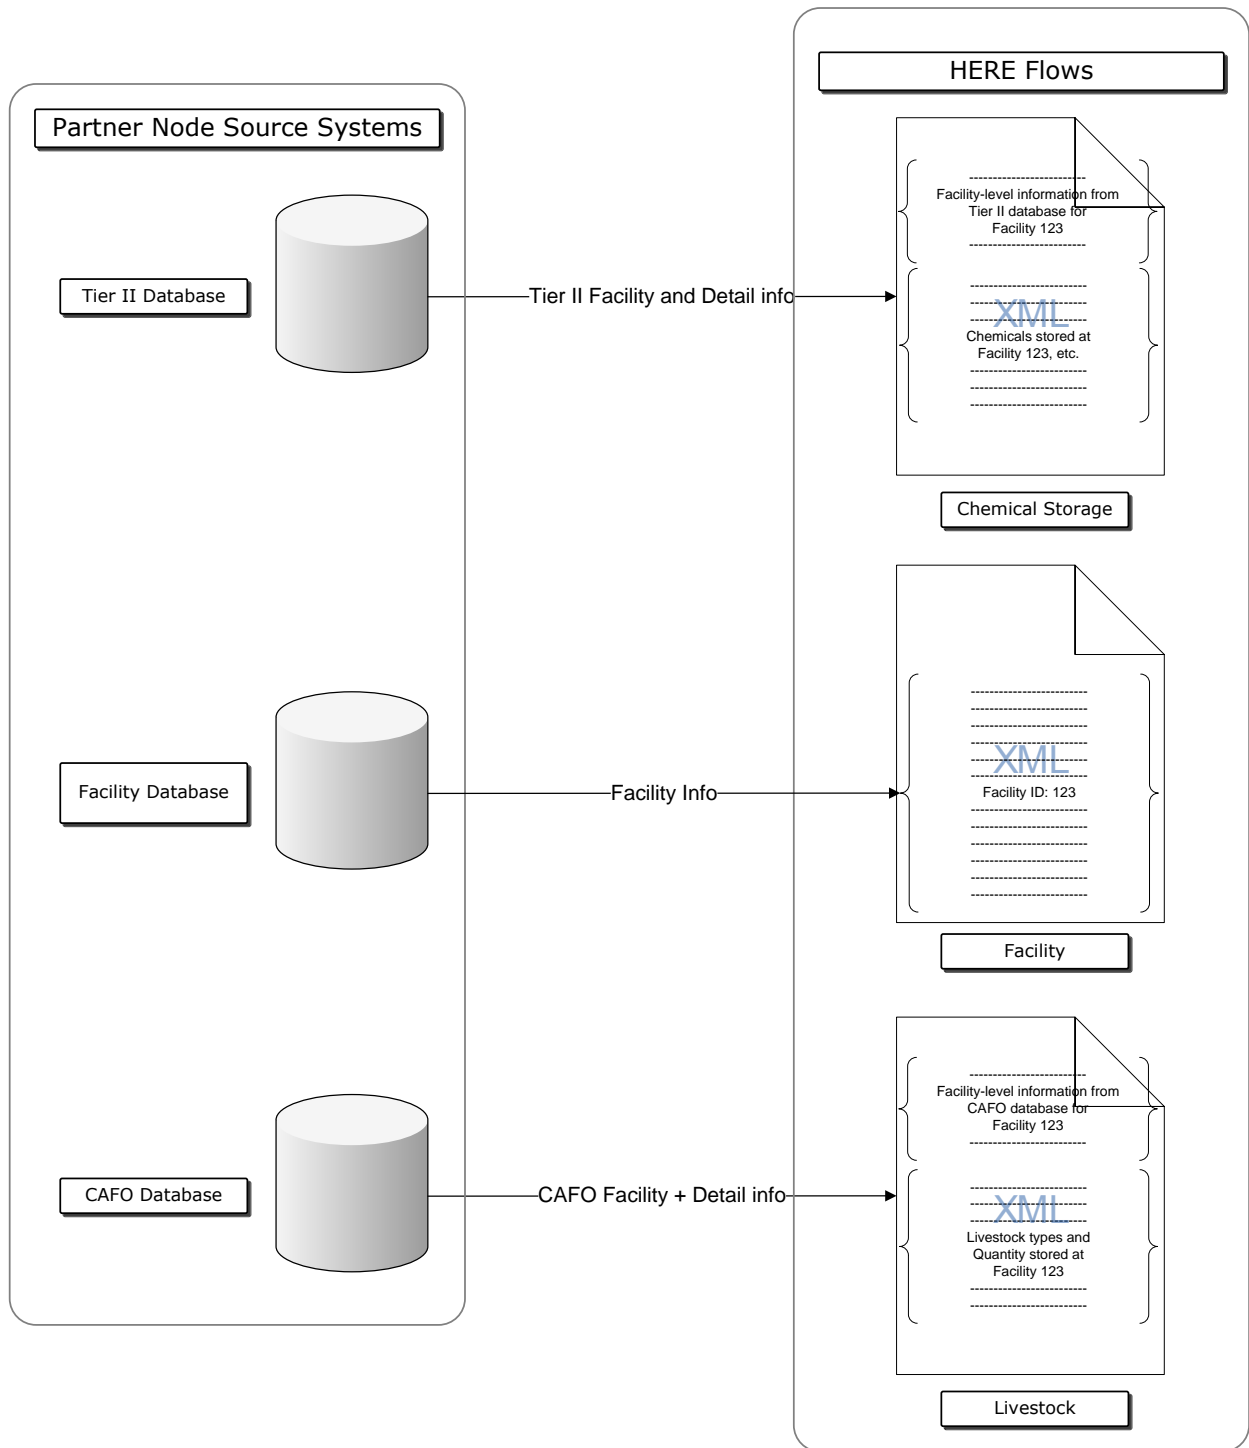 HERE Flows
Partner Node Source Systems
--------------------------
Facility-level information from
Tier II database for
Facility 123
--------------------------
Tier II Database
Tier II Facility and Detail info
--------------------------
--------------------------
--------------------------
XML
Chemicals stored at
Facility 123, etc.
--------------------------
--------------------------
--------------------------
Chemical Storage
Facility Database
Facility Info
--------------------------
--------------------------
--------------------------
--------------------------
--------------------------
--------------------------
XML
Facility ID: 123
--------------------------
--------------------------
--------------------------
--------------------------
--------------------------
--------------------------
Facility
--------------------------
Facility-level information from
CAFO database for
Facility 123
--------------------------
CAFO Database
CAFO Facility + Detail info
--------------------------
--------------------------
--------------------------
XML
Livestock types and
Quantity stored at
Facility 123
--------------------------
--------------------------
Livestock